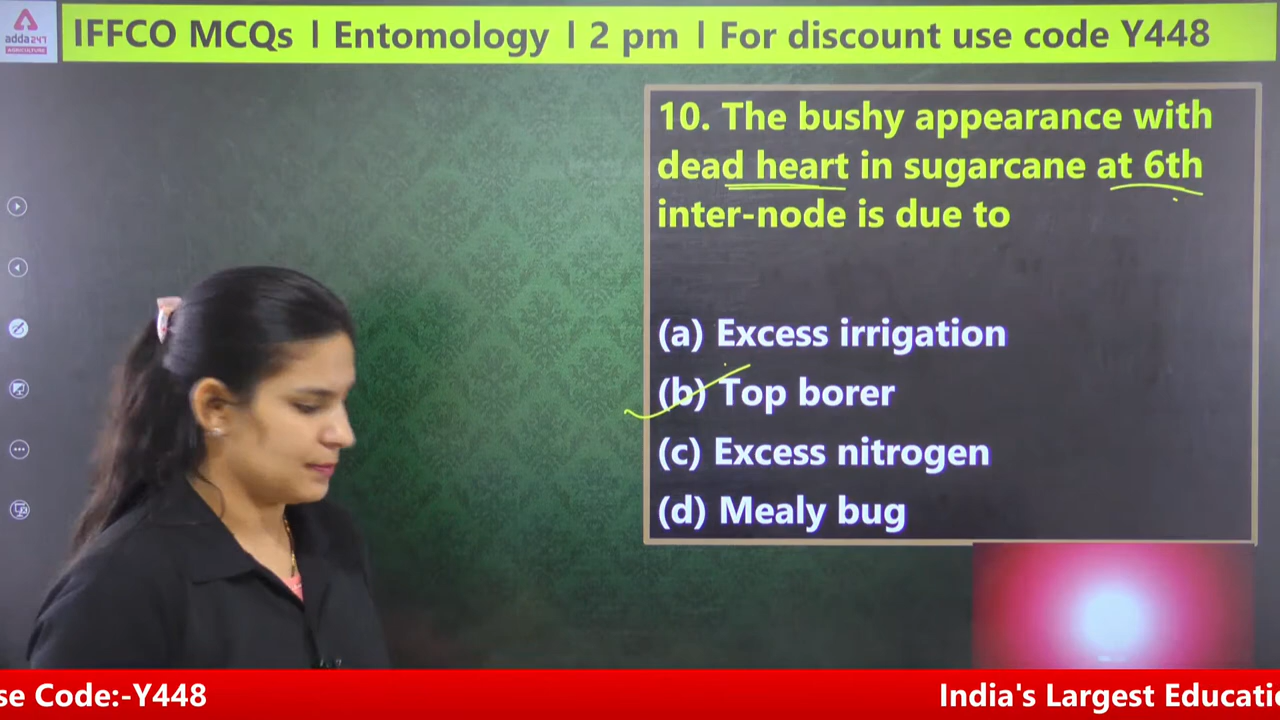 adda247
AGRICULTURE
IFFCO MCQs l Entomology l 2 pm l For discount use code Y448
10. The bushy appearance with
dead heart in sugarcane at 6th
inter-node is due to
(a) Excess irrigation
(b) Top borer
(c) Excess nitrogen
(d) Mealy bug
se Code:-Y448
India's Largest Educati